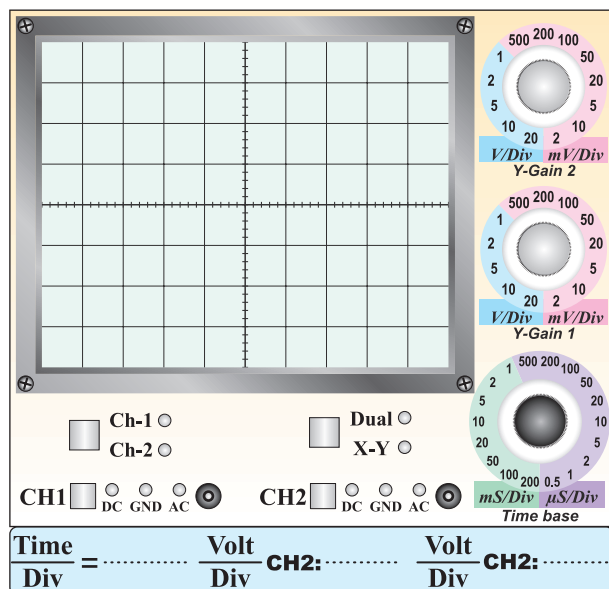 500 200 100
1 50
2 20
5 5
10 10
20 2
V/Div mV/Div
Y-Gain 2
500 200 100
1 50
2 20
5 5
10 10
20 2
V/Div mV/Div
Y-Gain 1
500 200
1 100
2 50
5 20
10 10
20 5
50 2
100 1
200 0.5
mS/Div µS/Div
Time base
Ch-1
Ch-2
Dual
X-Y
CH1 DC GND AC
CH2 DC GND AC
Time/Div = ............ Volt/Div CH2: ............ Volt/Div CH2: ............